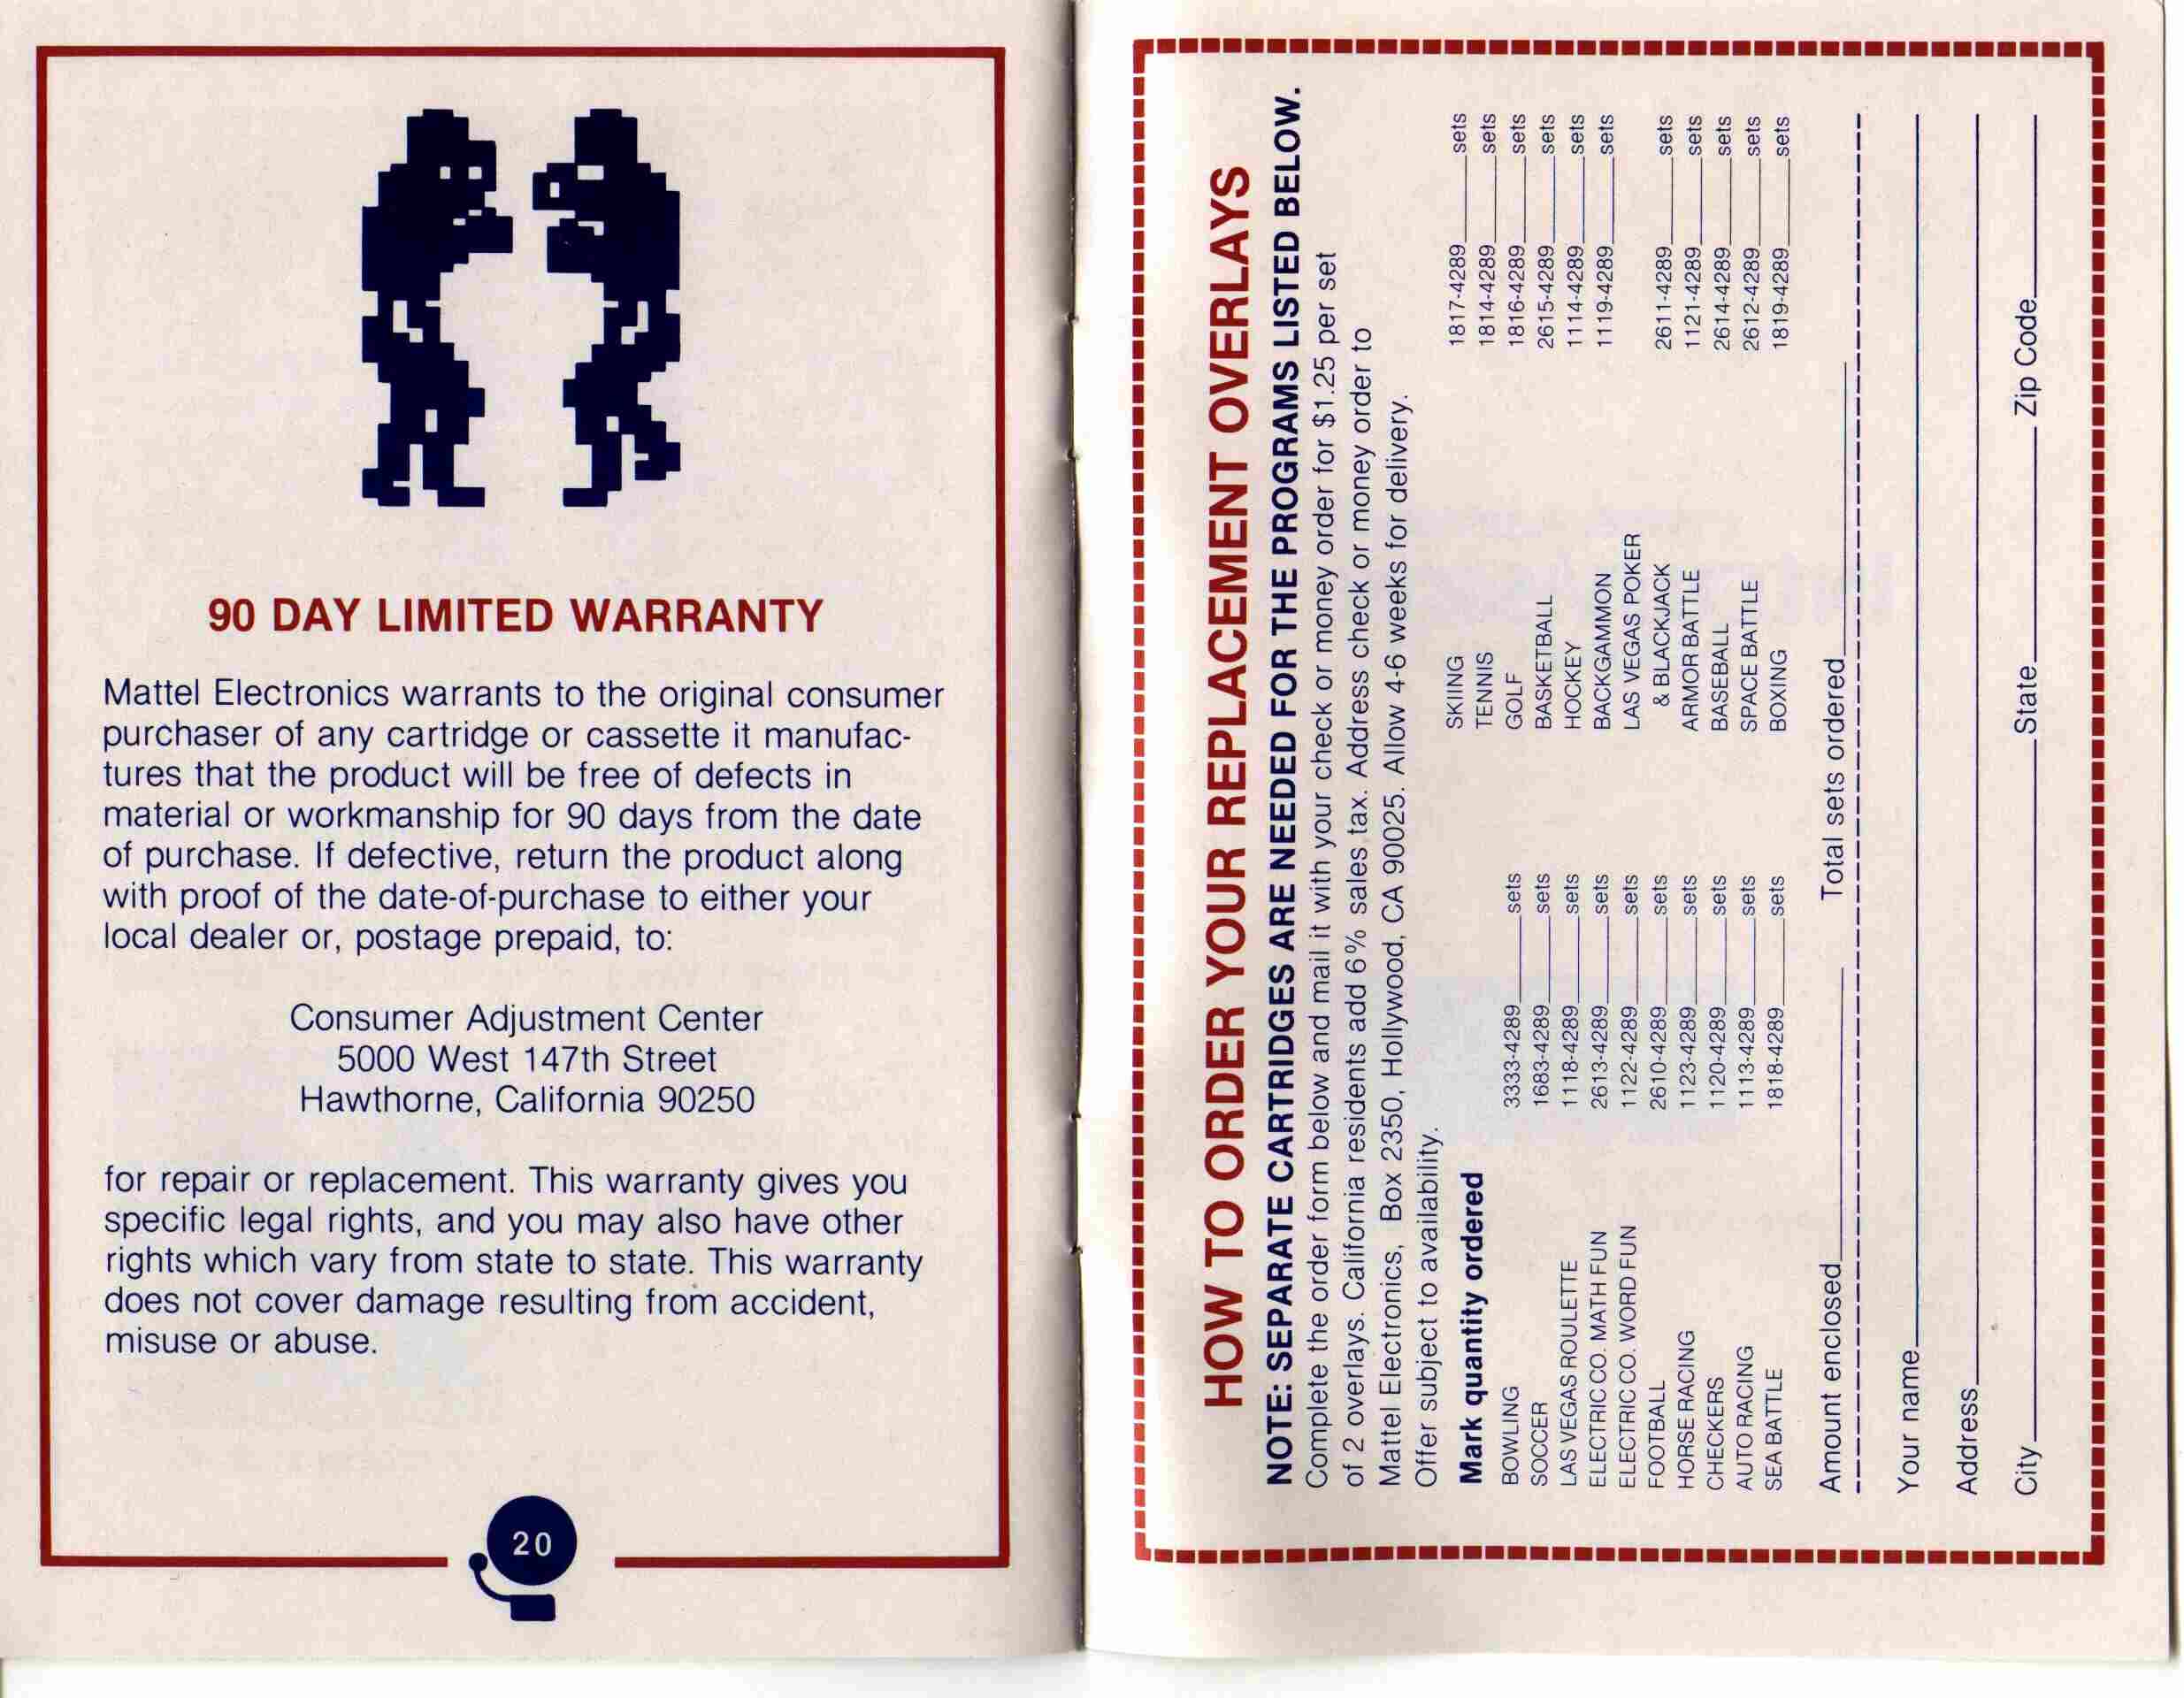 90 DAY LIMITED WARRANTY
Mattel Electronics warrants to the original consumer
purchaser of any cartridge or cassette it manufac-
tures that the product will be free of defects in
material or workmanship for 90 days from the date
of purchase. If defective, return the product along
with proof of the date-of-purchase to either your
local dealer or, postage prepaid, to:
Consumer Adjustment Center
5000 West 147th Street
Hawthorne, California 90250
for repair or replacement. This warranty gives you
specific legal rights, and you may also have other
rights which vary from state to state. This warranty
does not cover damage resulting from accident,
misuse or abuse.
20
HOW TO ORDER YOUR REPLACEMENT OVERLAYS
NOTE: SEPARATE CARTRIDGES ARE NEEDED FOR THE PROGRAMS LISTED BELOW.
Complete the order form below and mail it with your check or money order for $1.25 per set
of 2 overlays. California residents add 6% sales tax. Address check or money order to
Mattel Electronics, Box 2350, Hollywood, CA 90025. Allow 4-6 weeks for delivery.
Offer subject to availability.
Mark quantity ordered
BOWLING 3333-4289 sets
SOCCER 1683-4289 sets
LAS VEGAS ROULETTE 1118-4289 sets
ELECTRIC CO. MATH FUN 2613-4289 sets
ELECTRIC CO. WORD FUN 1122-4289 sets
FOOTBALL 2610-4289 sets
HORSE RACING 1123-4289 sets
CHECKERS 1120-4289 sets
AUTO RACING 1113-4289 sets
SEA BATTLE 1818-4289 sets
SKIING 1817-4289 sets
TENNIS 1814-4289 sets
GOLF 1816-4289 sets
BASKETBALL 2615-4289 sets
HOCKEY 1114-4289 sets
BACKGAMMON 1119-4289 sets
LAS VEGAS POKER
& BLACKJACK 2611-4289 sets
ARMOR BATTLE 1121-4289 sets
BASEBALL 2614-4289 sets
SPACE BATTLE 2612-4289 sets
BOXING 1819-4289 sets
Amount enclosed Total sets ordered
Your name
Address
City State Zip Code